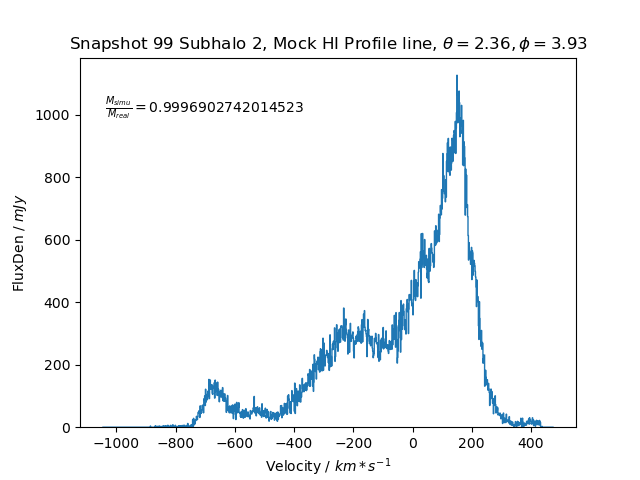 Snapshot 99 Subhalo 2, Mock HI Profile line, θ = 2.36, ϕ = 3.93
M_simu / M_real = 0.9996902742014523
1000
800
600
400
200
0
FluxDen / mJy
−1000 −800 −600 −400 −200 0 200 400
Velocity / km * s⁻¹